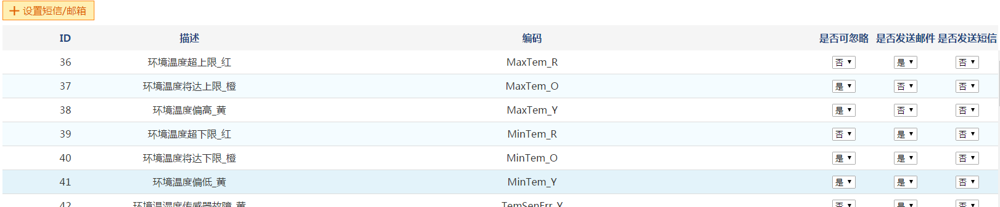 设置短信/邮箱
ID 描述 编码 是否可忽略 是否发送邮件 是否发送短信
36 环境温度超上限_红 MaxTem_R 否 是 否
37 环境温度将达上限_橙 MaxTem_O 是 否 否
38 环境温度偏高_黄 MaxTem_Y 是 否 否
39 环境温度超下限_红 MinTem_R 否 是 否
40 环境温度将达下限_橙 MinTem_O 是 是 否
41 环境温度偏低_黄 MinTem_Y 是 是 否
42 环境温湿度传感器故障_黄 TemSenErr_Y 否 是 否